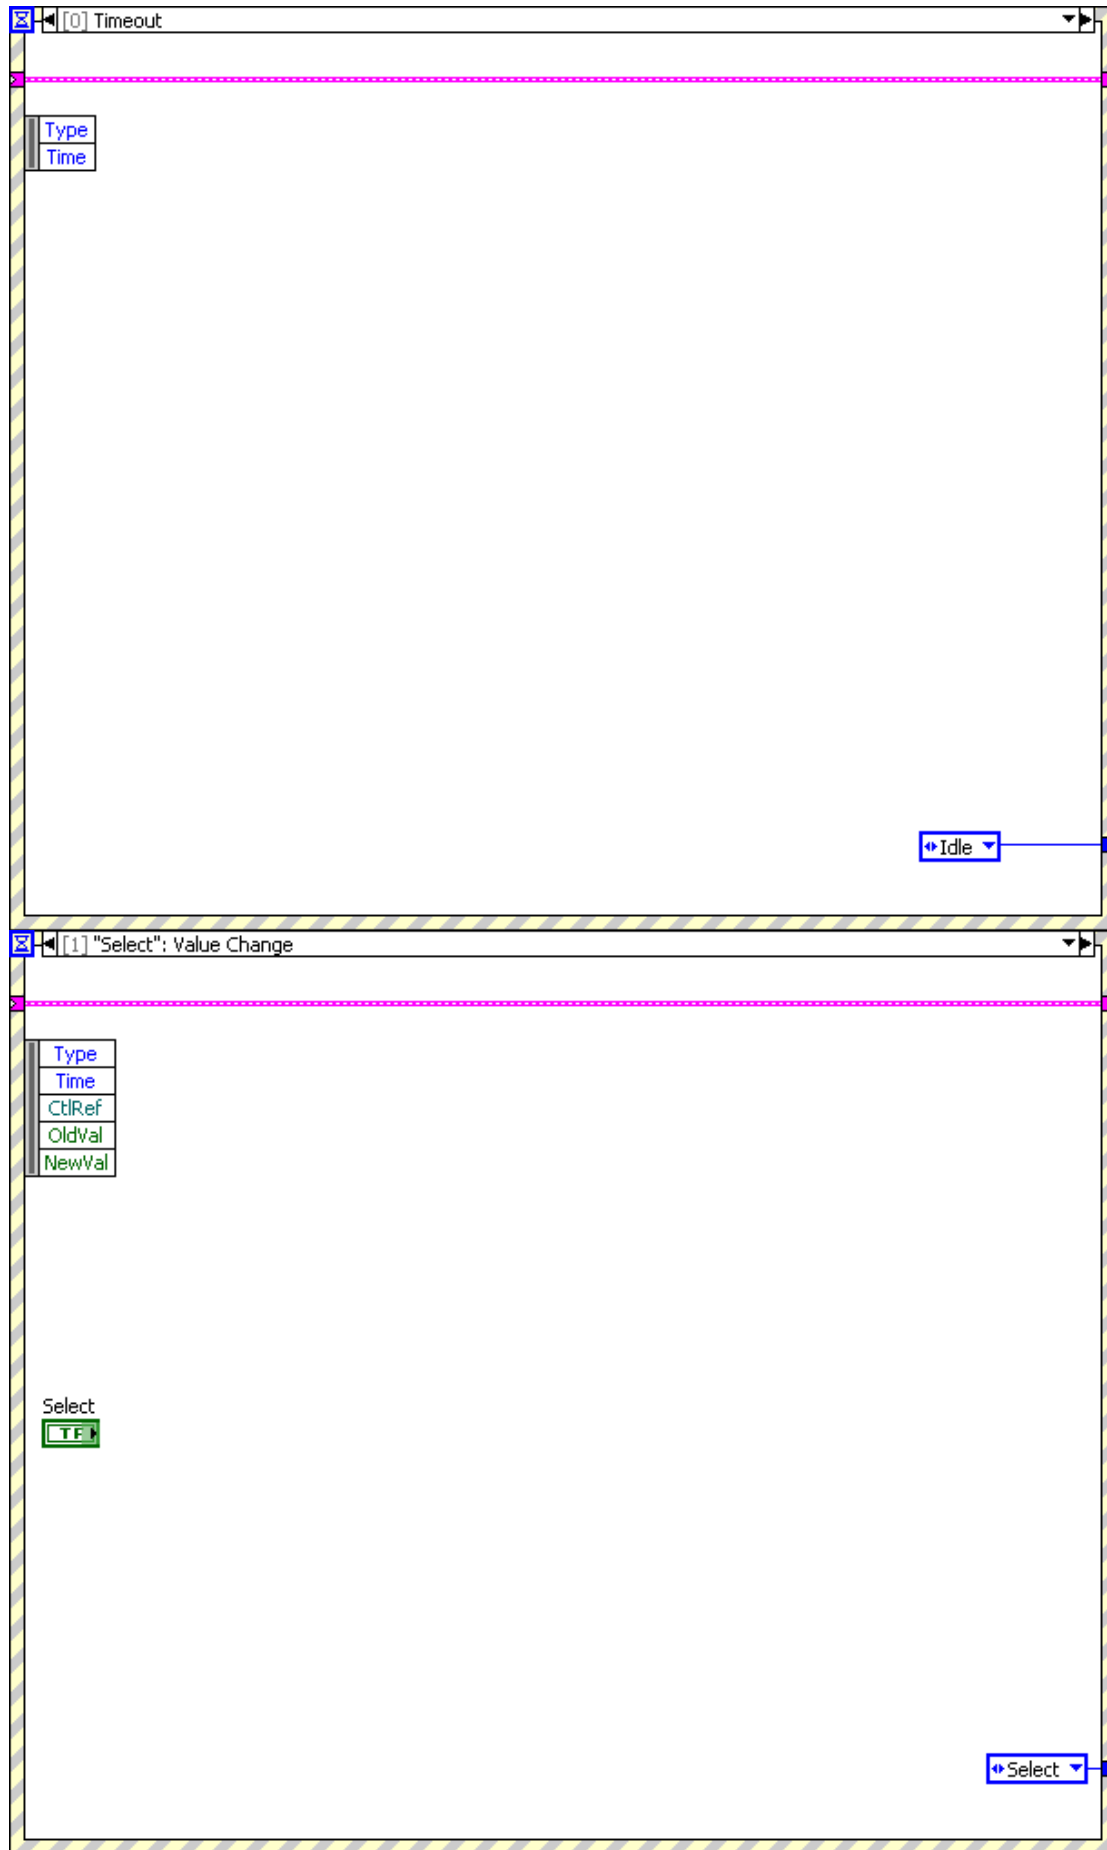 [0] Timeout
Type
Time
Idle
[1] "Select": Value Change
Type
Time
CtlRef
OldVal
NewVal
Select
TF
Select